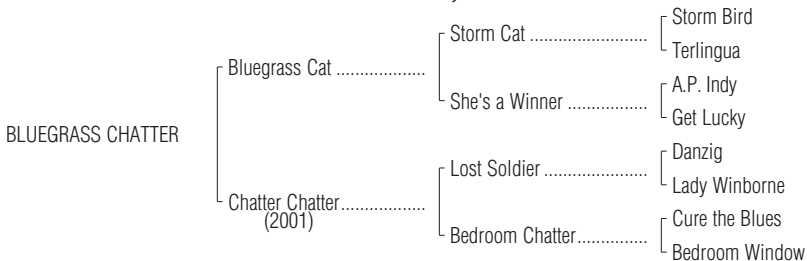 Storm Bird
Storm Cat ........................
Terlingua
Bluegrass Cat ...................
A.P. Indy
She's a Winner ................
Get Lucky
BLUEGRASS CHATTER
Danzig
Lost Soldier .....................
Lady Winborne
Chatter Chatter.................
(2001)
Cure the Blues
Bedroom Chatter..............
Bedroom Window